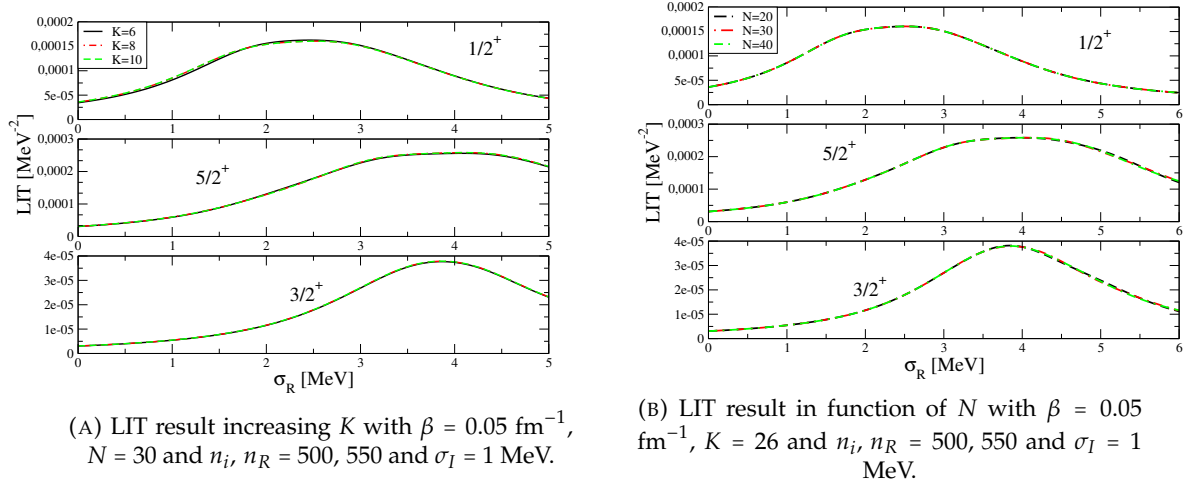 0,0002
0,00015
0,0001
5e-05
0
K=6
K=8
K=10
1/2+
0 1 2 3 4 5
0,0003
0,0002
0,0001
0
5/2+
LIT [MeV-2]
0 1 2 3 4 5
4e-05
3e-05
2e-05
1e-05
0
3/2+
0 1 2 3 4 5
σR [MeV]
(A) LIT result increasing K with β = 0.05 fm−1,
N = 30 and ni, nR = 500, 550 and σI = 1 MeV.
0,0002
0,00015
0,0001
5e-05
0
N=20
N=30
N=40
1/2+
0 1 2 3 4 5 6
0,0003
0,0002
0,0001
0
5/2+
LIT [MeV-2]
0 1 2 3 4 5 6
4e-05
3e-05
2e-05
1e-05
0
3/2+
0 1 2 3 4 5 6
σR [MeV]
(B) LIT result in function of N with β = 0.05
fm−1, K = 26 and ni, nR = 500, 550 and σI = 1
MeV.